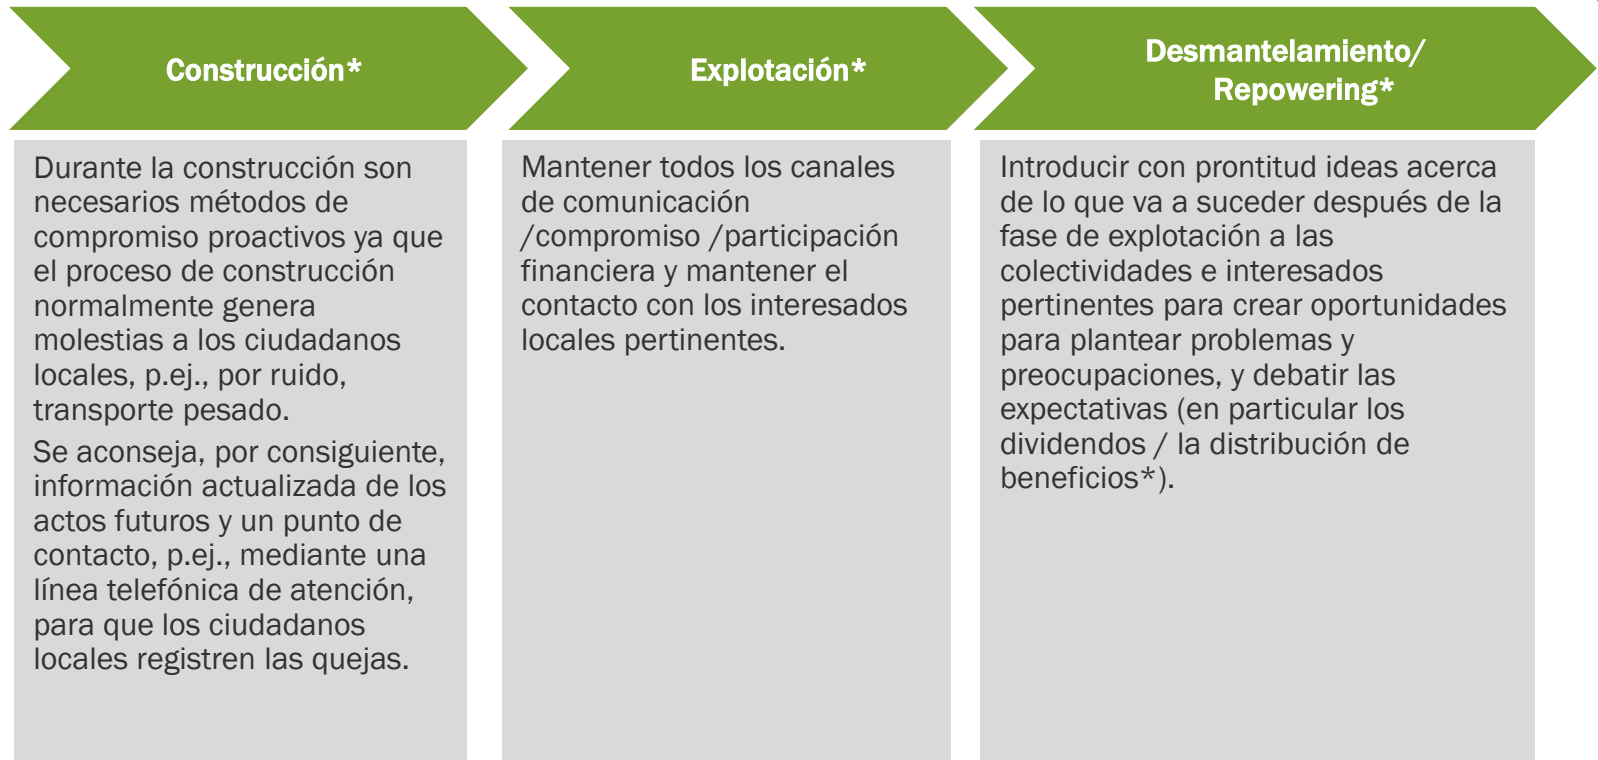 Construcción*
Explotación*
Desmantelamiento/
Repowering*
Durante la construcción son
necesarios métodos de
compromiso proactivos ya que
el proceso de construcción
normalmente genera
molestias a los ciudadanos
locales, p.ej., por ruido,
transporte pesado.
Se aconseja, por consiguiente,
información actualizada de los
actos futuros y un punto de
contacto, p.ej., mediante una
línea telefónica de atención,
para que los ciudadanos
locales registren las quejas.
Mantener todos los canales
de comunicación
/compromiso /participación
financiera y mantener el
contacto con los interesados
locales pertinentes.
Introducir con prontitud ideas acerca
de lo que va a suceder después de la
fase de explotación a las
colectividades e interesados
pertinentes para crear oportunidades
para plantear problemas y
preocupaciones, y debatir las
expectativas (en particular los
dividendos / la distribución de
beneficios*).